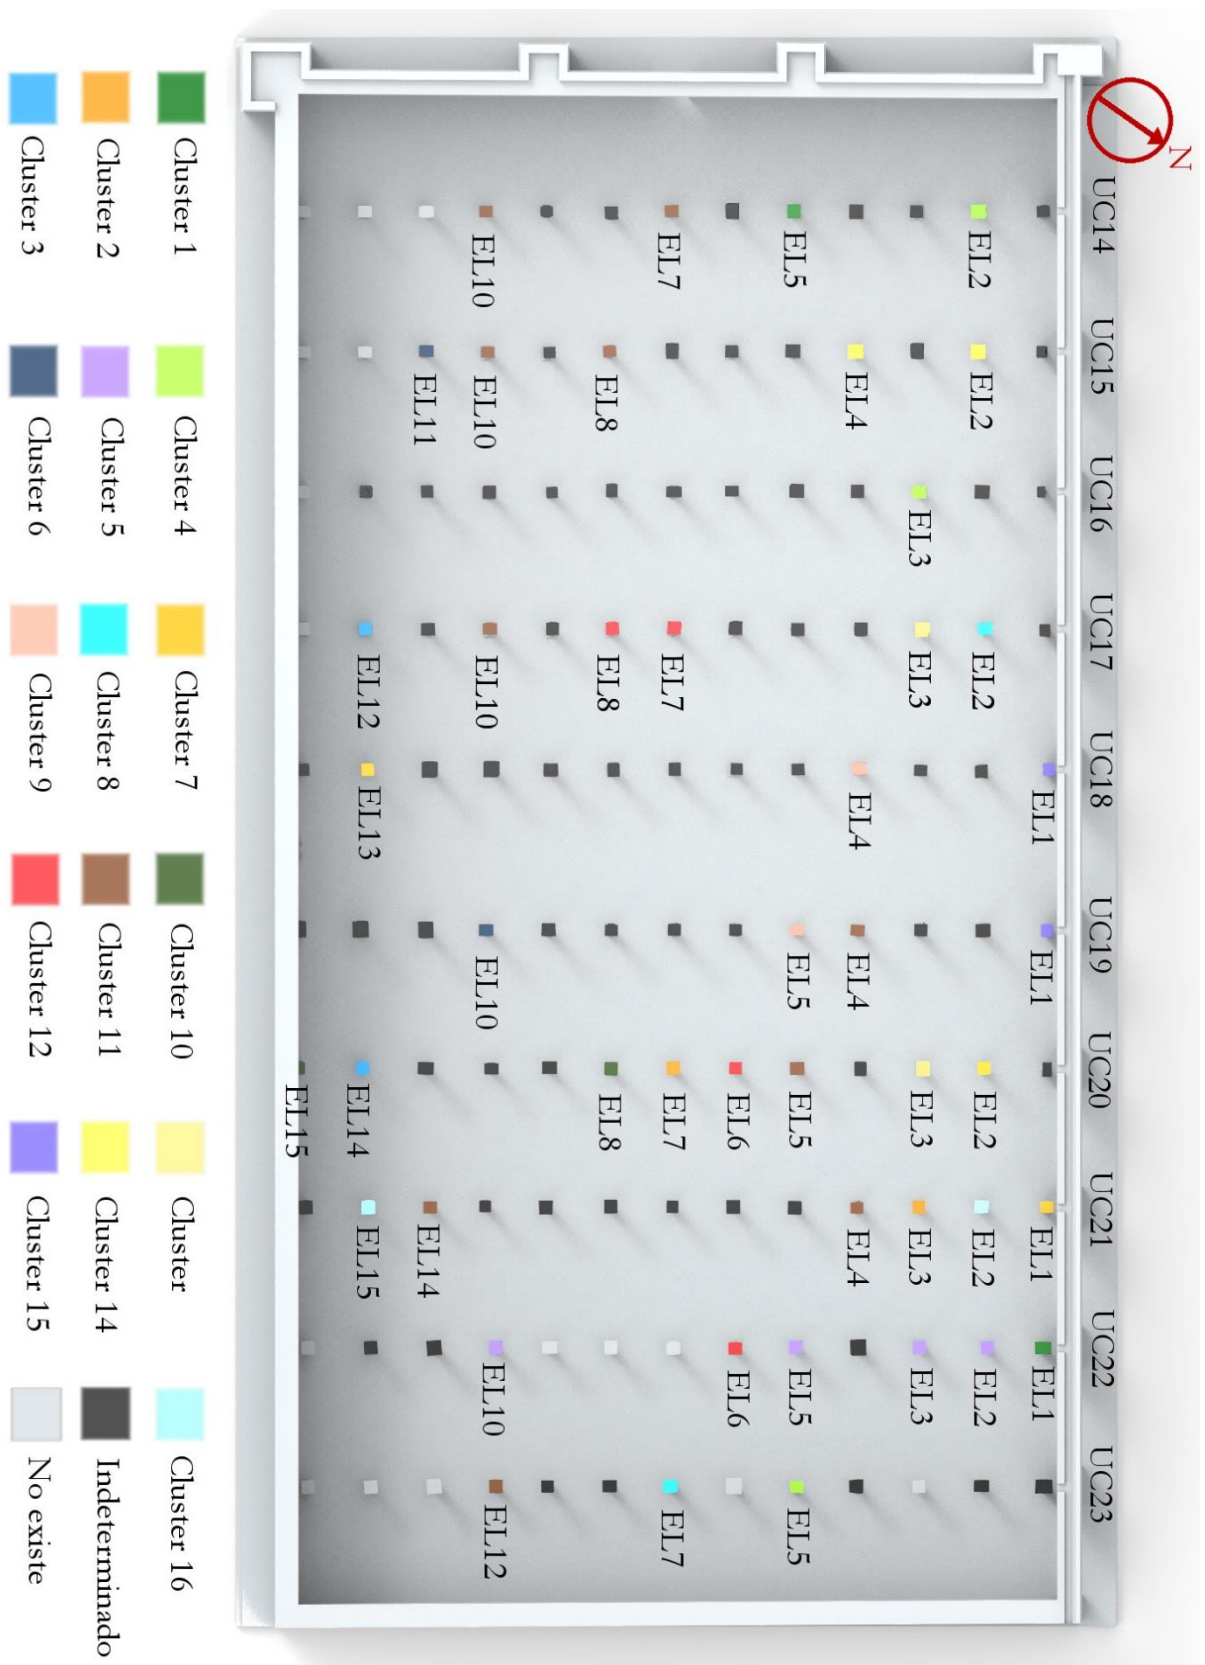 N
UC14
EL2
EL5
EL7
EL10
UC15
EL2
EL4
EL8
EL10
EL11
UC16
EL3
UC17
EL2
EL3
EL7
EL8
EL10
EL12
UC18
EL1
EL4
EL13
UC19
EL1
EL4
EL5
EL10
UC20
EL2
EL3
EL5
EL6
EL7
EL8
EL14
EL15
UC21
EL1
EL2
EL3
EL4
EL14
EL15
UC22
EL1
EL2
EL3
EL5
EL6
EL10
UC23
EL5
EL7
EL12
Cluster 1
Cluster 4
Cluster 7
Cluster 10
Cluster
Cluster 16
Cluster 2
Cluster 5
Cluster 8
Cluster 11
Cluster 14
Indeterminado
Cluster 3
Cluster 6
Cluster 9
Cluster 12
Cluster 15
No existe